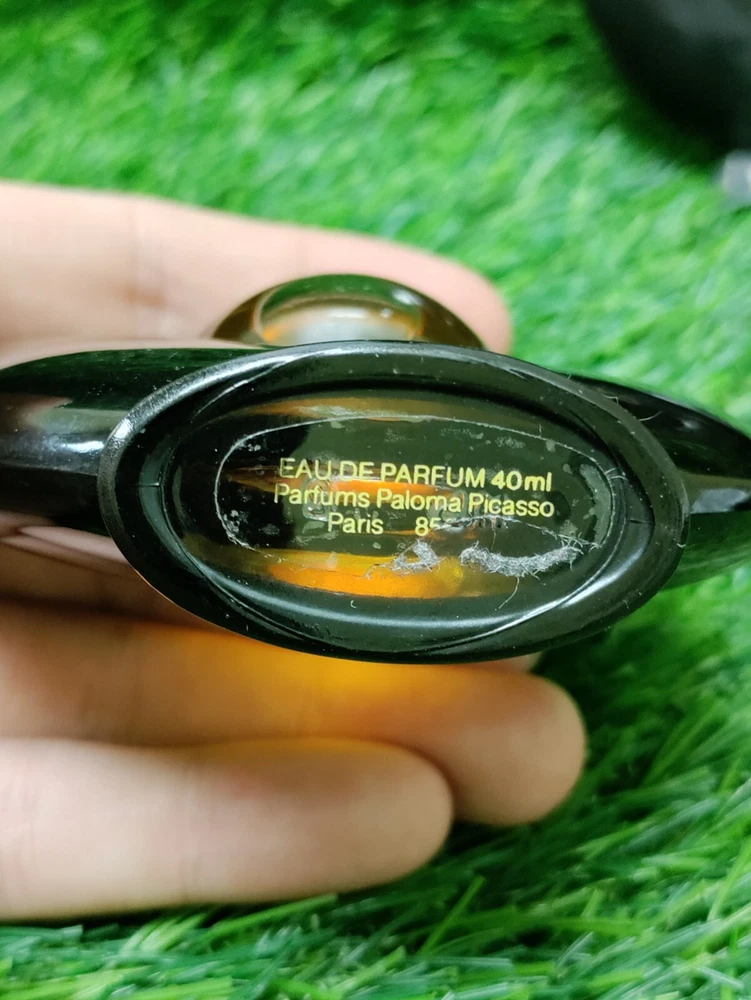 EAU DE PARFUM 40ml
Parfums Paloma Picasso
Paris